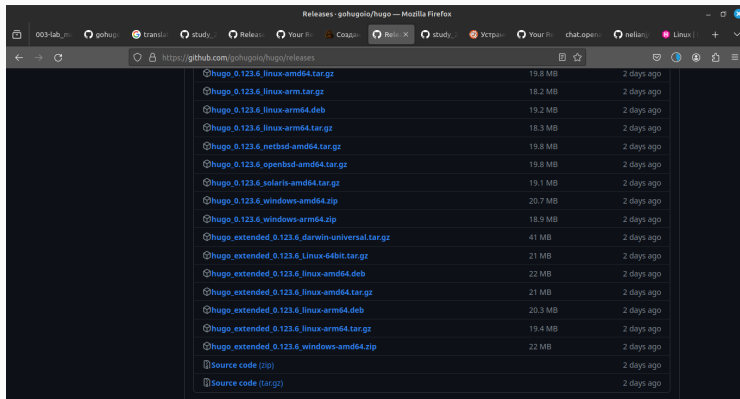 Releases · gohugoio/hugo — Mozilla Firefox
003-lab_m
gohugo
translat
study_2
Release
Your Re
Создан
Rele
study_2
Устран
Your Re
chat.opena
neliany
Linux |
https://github.com/gohugoio/hugo/releases
hugo_0.123.6_linux-amd64.tar.gz 19.8 MB 2 days ago
hugo_0.123.6_linux-arm.tar.gz 18.2 MB 2 days ago
hugo_0.123.6_linux-arm64.deb 19.2 MB 2 days ago
hugo_0.123.6_linux-arm64.tar.gz 18.3 MB 2 days ago
hugo_0.123.6_netbsd-amd64.tar.gz 19.8 MB 2 days ago
hugo_0.123.6_openbsd-amd64.tar.gz 19.8 MB 2 days ago
hugo_0.123.6_solaris-amd64.tar.gz 19.1 MB 2 days ago
hugo_0.123.6_windows-amd64.zip 20.7 MB 2 days ago
hugo_0.123.6_windows-arm64.zip 18.9 MB 2 days ago
hugo_extended_0.123.6_darwin-universal.tar.gz 41 MB 2 days ago
hugo_extended_0.123.6_Linux-64bit.tar.gz 21 MB 2 days ago
hugo_extended_0.123.6_linux-amd64.deb 22 MB 2 days ago
hugo_extended_0.123.6_linux-amd64.tar.gz 21 MB 2 days ago
hugo_extended_0.123.6_linux-arm64.deb 20.3 MB 2 days ago
hugo_extended_0.123.6_linux-arm64.tar.gz 19.4 MB 2 days ago
hugo_extended_0.123.6_windows-amd64.zip 22 MB 2 days ago
Source code (zip) 2 days ago
Source code (tar.gz) 2 days ago